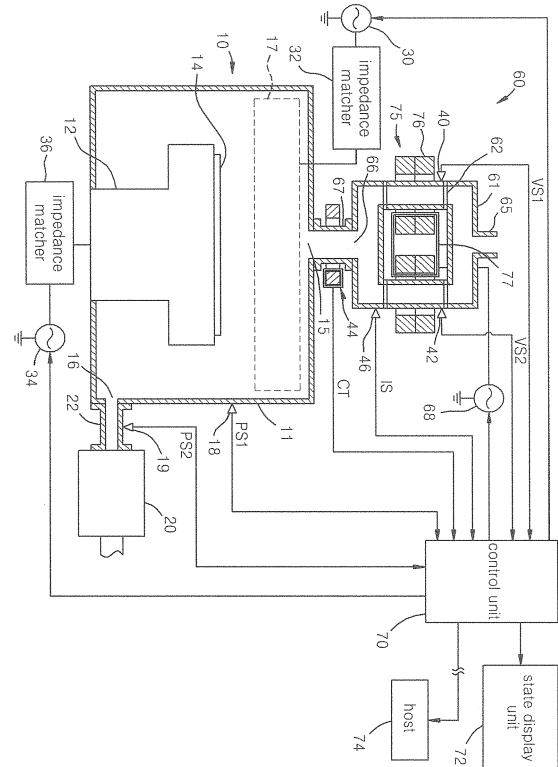 60
state display
unit
72
VS1
VS2
65
61
control unit
70
host
74
62
77
68
40
42
76
75
IS
30
66
46
67
44
CT
32
impedance
matcher
15
17
11
18
PS1
10
14
PS2
19
20
16
22
12
36
impedance
matcher
34